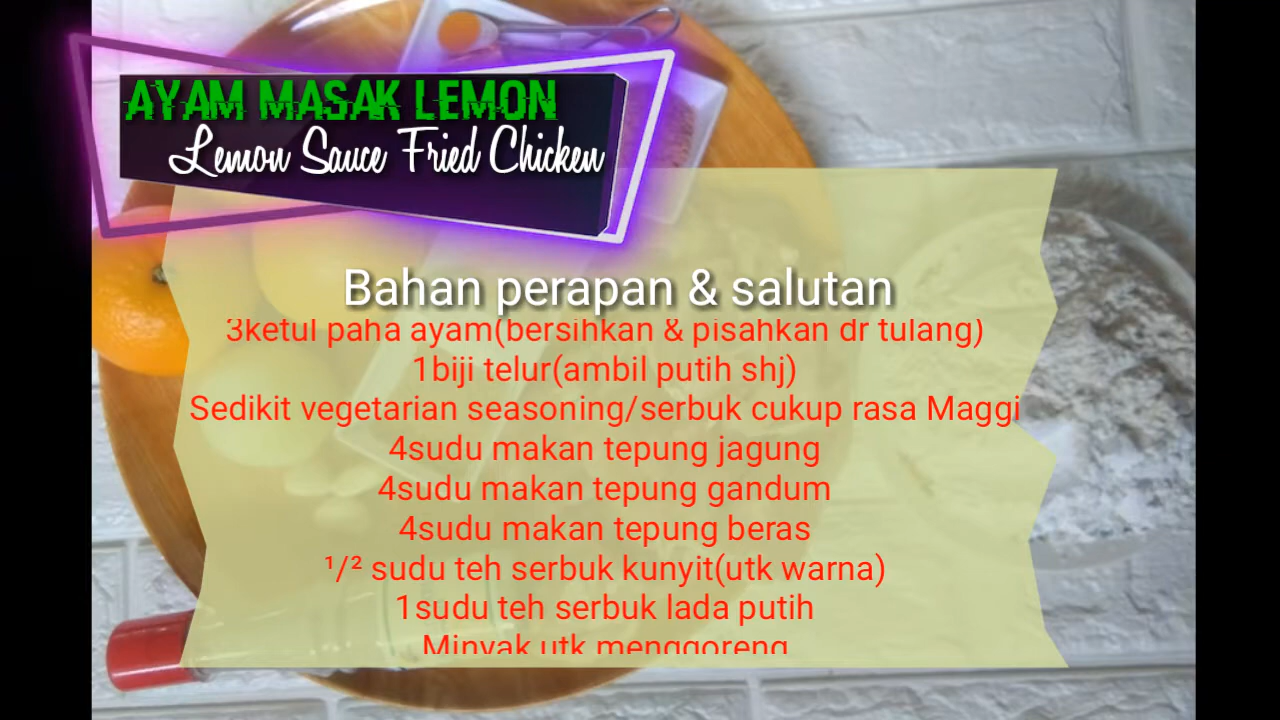 AYAM MASAK LEMON
Lemon Sauce Fried Chicken
Bahan perapan & salutan
3ketul paha ayam(bersihkan & pisahkan dr tulang)
1biji telur(ambil putih shj)
Sedikit vegetarian seasoning/serbuk cukup rasa Maggi
4sudu makan tepung jagung
4sudu makan tepung gandum
4sudu makan tepung beras
¹/² sudu teh serbuk kunyit(utk warna)
1sudu teh serbuk lada putih
Minyak utk menggoreng